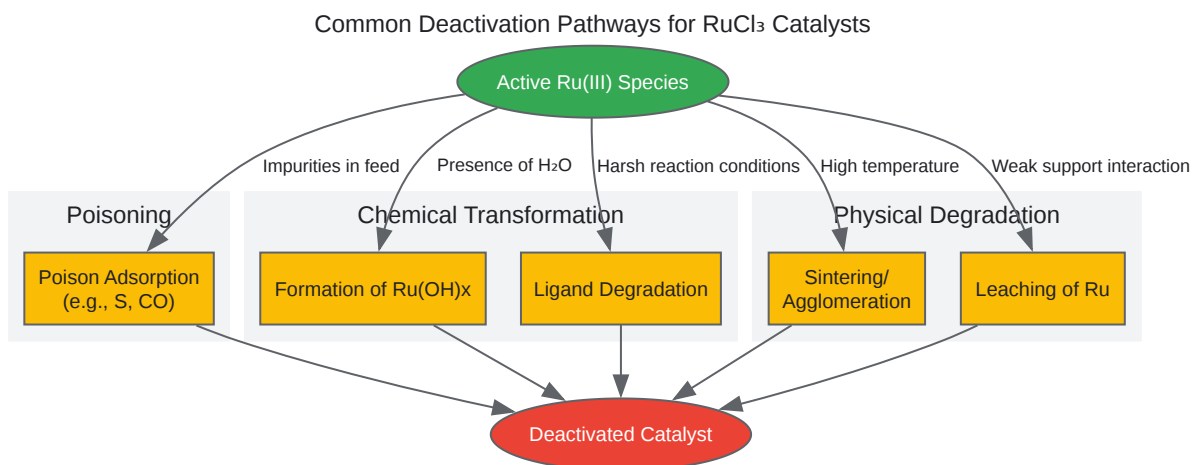 Common Deactivation Pathways for RuCl₃ Catalysts
Active Ru(III) Species
Impurities in feed
Presence of H₂O
Harsh reaction conditions
High temperature
Weak support interaction
Poisoning
Chemical Transformation
Physical Degradation
Poison Adsorption
(e.g., S, CO)
Formation of Ru(OH)x
Ligand Degradation
Sintering/
Agglomeration
Leaching of Ru
Deactivated Catalyst